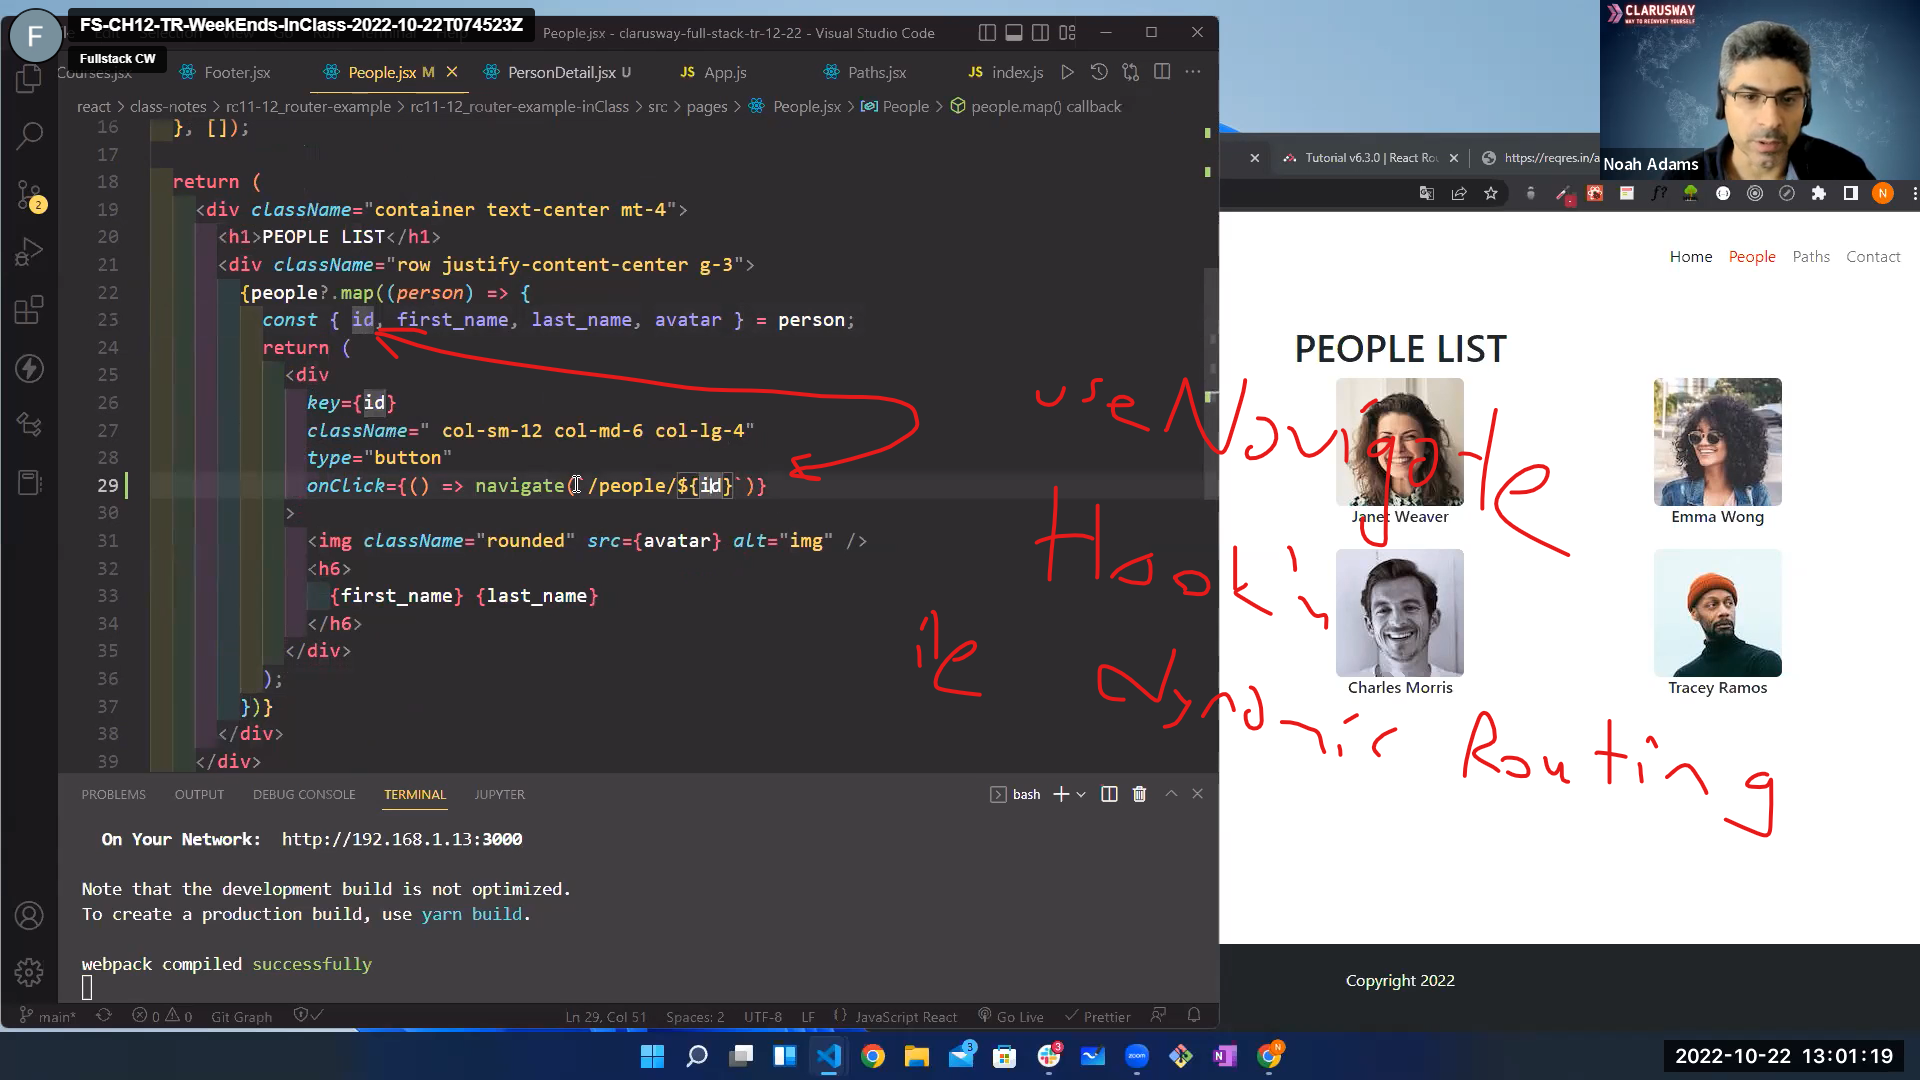 FS-CH12-TR-WeekEnds-InClass-2022-10-22T074523Z
F
Fullstack CW
People.jsx - clarusway-full-stack-tr-12-22 - Visual Studio Code
CLARUSWAY
WAY TO REINVENT YOURSELF
Noah Adams
Courses.jsx
Footer.jsx
People.jsx M
PersonDetail.jsx U
JS App.js
Paths.jsx
JS index.js
react > class-notes > rc11-12_router-example > rc11-12_router-example-inClass > src > pages > People.jsx > People > people.map() callback
Tutorial v6.3.0 | React Rou
https://reqres.in/a
16 }, []);
17
18 return (
19 <div className="container text-center mt-4">
20 <h1>PEOPLE LIST</h1>
21 <div className="row justify-content-center g-3">
22 {people?.map((person) => {
23 const { id, first_name, last_name, avatar } = person;
24 return (
25 <div
26 key={id}
27 className=" col-sm-12 col-md-6 col-lg-4"
28 type="button"
29 onClick={() => navigate(`/people/${id}`)}
30 >
31 <img className="rounded" src={avatar} alt="img" />
32 <h6>
33 {first_name} {last_name}
34 </h6>
35 </div>
36 );
37 })}
38 </div>
39 </div>
useNavigate
Hook'u
ile
Dynamic Routing
Home People Paths Contact
PEOPLE LIST
Janet Weaver
Emma Wong
Charles Morris
Tracey Ramos
Copyright 2022
PROBLEMS OUTPUT DEBUG CONSOLE TERMINAL JUPYTER
bash
On Your Network: http://192.168.1.13:3000
Note that the development build is not optimized.
To create a production build, use yarn build.
webpack compiled successfully
main* 0 0 Git Graph Ln 29, Col 51 Spaces: 2 UTF-8 LF {} JavaScript React Go Live Prettier
2022-10-22 13:01:19